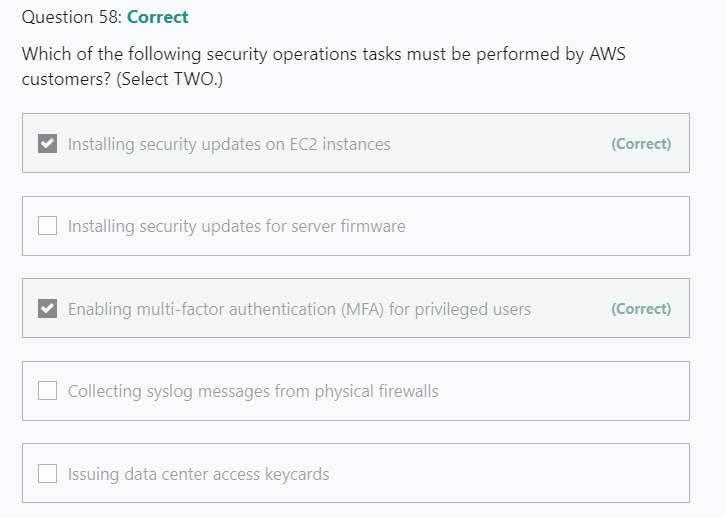 Question 58: Correct
Which of the following security operations tasks must be performed by AWS
customers? (Select TWO.)
Installing security updates on EC2 instances (Correct)
Installing security updates for server firmware
Enabling multi-factor authentication (MFA) for privileged users (Correct)
Collecting syslog messages from physical firewalls
Issuing data center access keycards